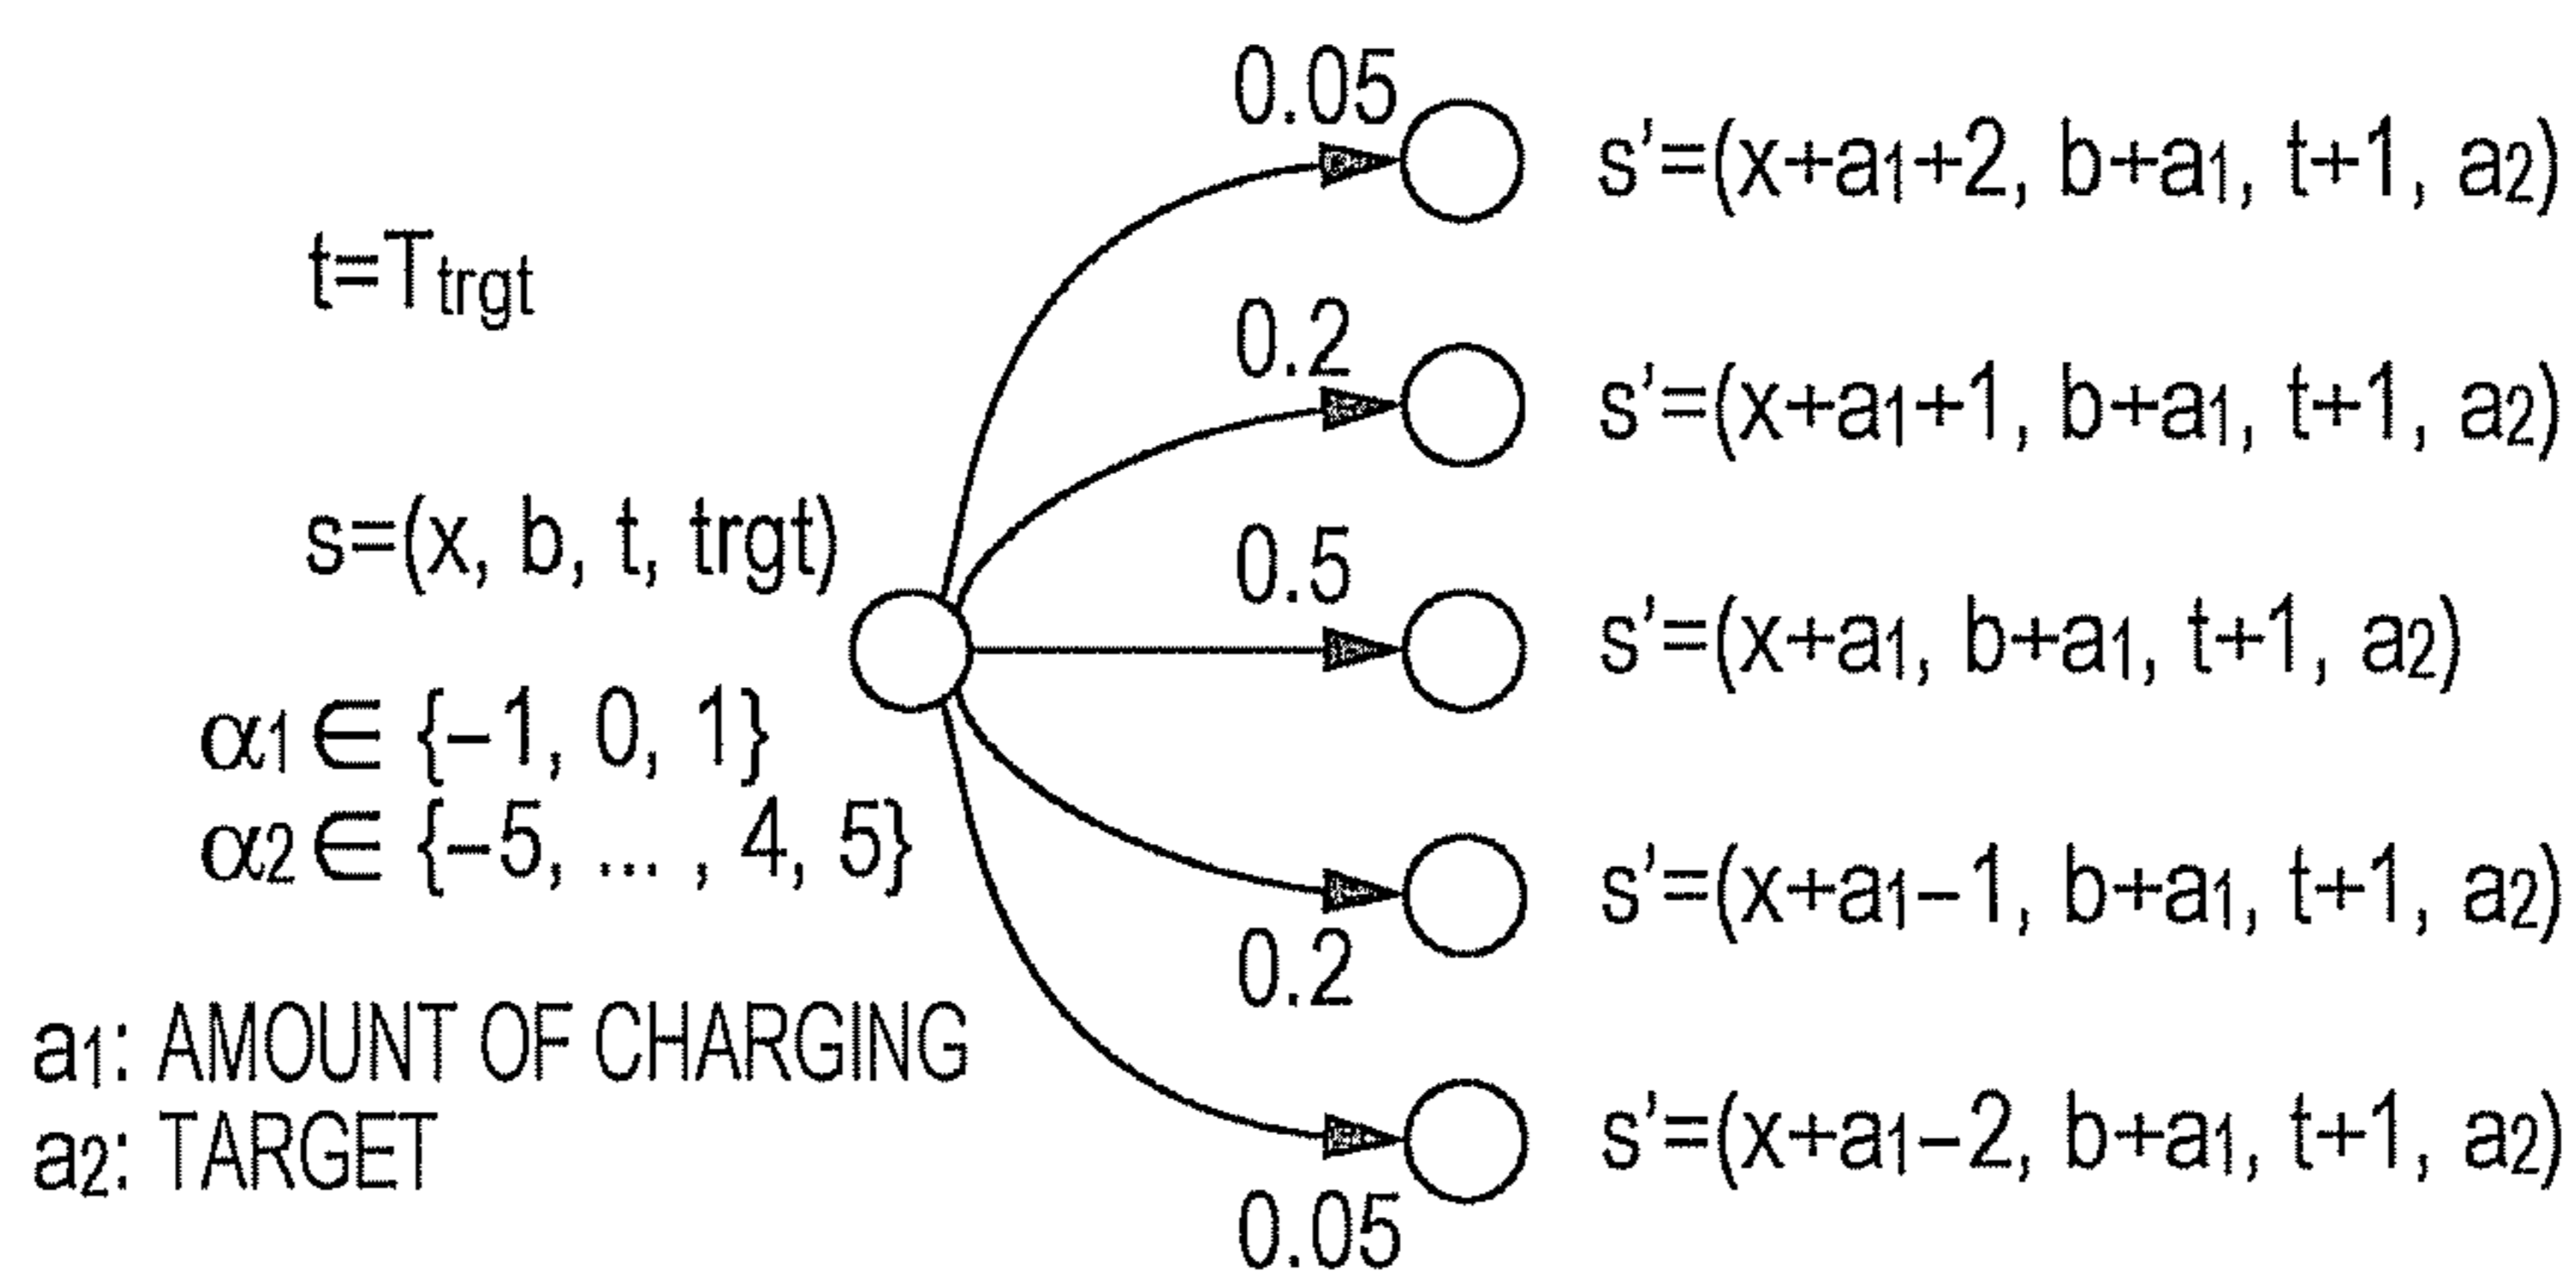 t=Ttrgt
s=(x, b, t, trgt)
α1 ∈ {−1, 0, 1}
α2 ∈ {−5, ... , 4, 5}
a1: AMOUNT OF CHARGING
a2: TARGET
0.05
s'=(x+a1+2, b+a1, t+1, a2)
0.2
s'=(x+a1+1, b+a1, t+1, a2)
0.5
s'=(x+a1, b+a1, t+1, a2)
0.2
s'=(x+a1−1, b+a1, t+1, a2)
0.05
s'=(x+a1−2, b+a1, t+1, a2)